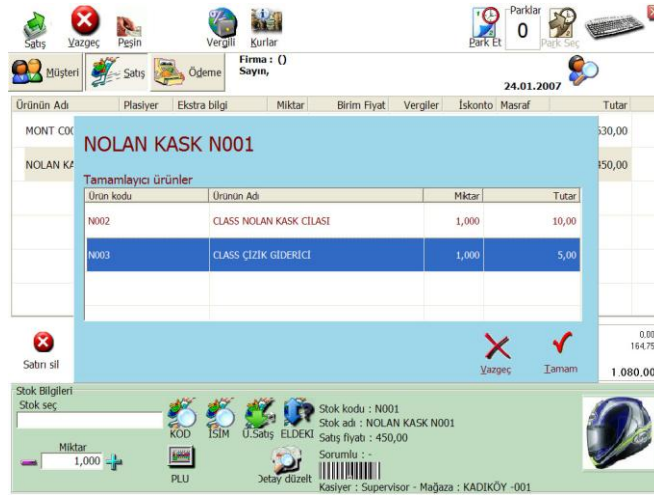 Parklar
Satış Vazgeç Peşin Vergili Kurlar Park Et 0 Park Seç
Müşteri Satış Ödeme Firma : ()
Sayın,
24.01.2007
Ürünün Adı Plasiyer Ekstra bilgi Miktar Birim Fiyat Vergiler İskonto Masraf Tutar
MONT C00 630,00
NOLAN KA 450,00
NOLAN KASK N001
Tamamlayıcı ürünler
Ürün kodu Ürünün Adı Miktar Tutar
N002 CLASS NOLAN KASK CİLASI 1,000 10,00
N003 CLASS ÇİZİK GİDERİCİ 1,000 5,00
Vazgeç Tamam
Satırı sil
0,00
164,75
1.080,00
Stok Bilgileri
Stok seç
KOD İSİM Ü.Satış ELDEKİ
Miktar
1,000
PLU Detay düzelt
Stok kodu : N001
Stok adı : NOLAN KASK N001
Satış fiyatı : 450,00
Sorumlu : -
Kasiyer : Supervisor - Mağaza : KADIKÖY -001